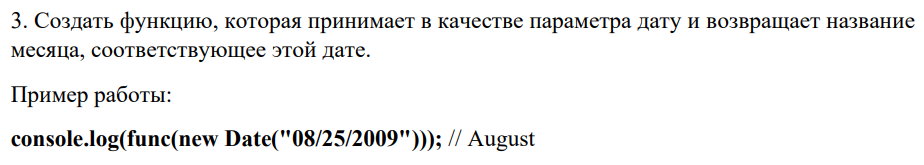 3. Создать функцию, которая принимает в качестве параметра дату и возвращает название
месяца, соответствующее этой дате.
Пример работы:
console.log(func(new Date("08/25/2009"))); // August